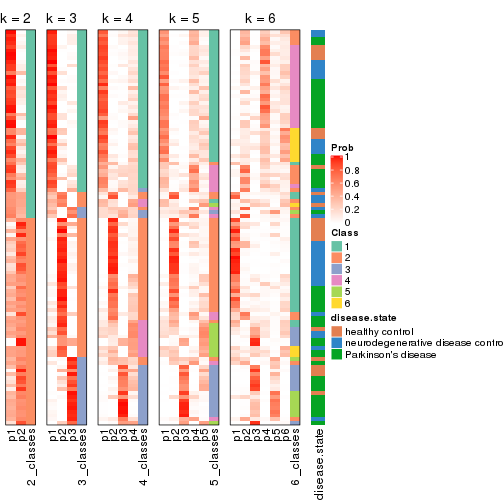 k = 2 k = 3 k = 4 k = 5 k = 6
Prob
1
0.8
0.6
0.4
0.2
0
Class
1
2
3
4
5
6
disease.state
healthy control
neurodegenerative disease contro
Parkinson's disease
p1 p2 2_classes p1 p2 p3 3_classes p1 p2 p3 p4 4_classes p1 p2 p3 p4 p5 5_classes p1 p2 p3 p4 p5 p6 6_classes disease.state